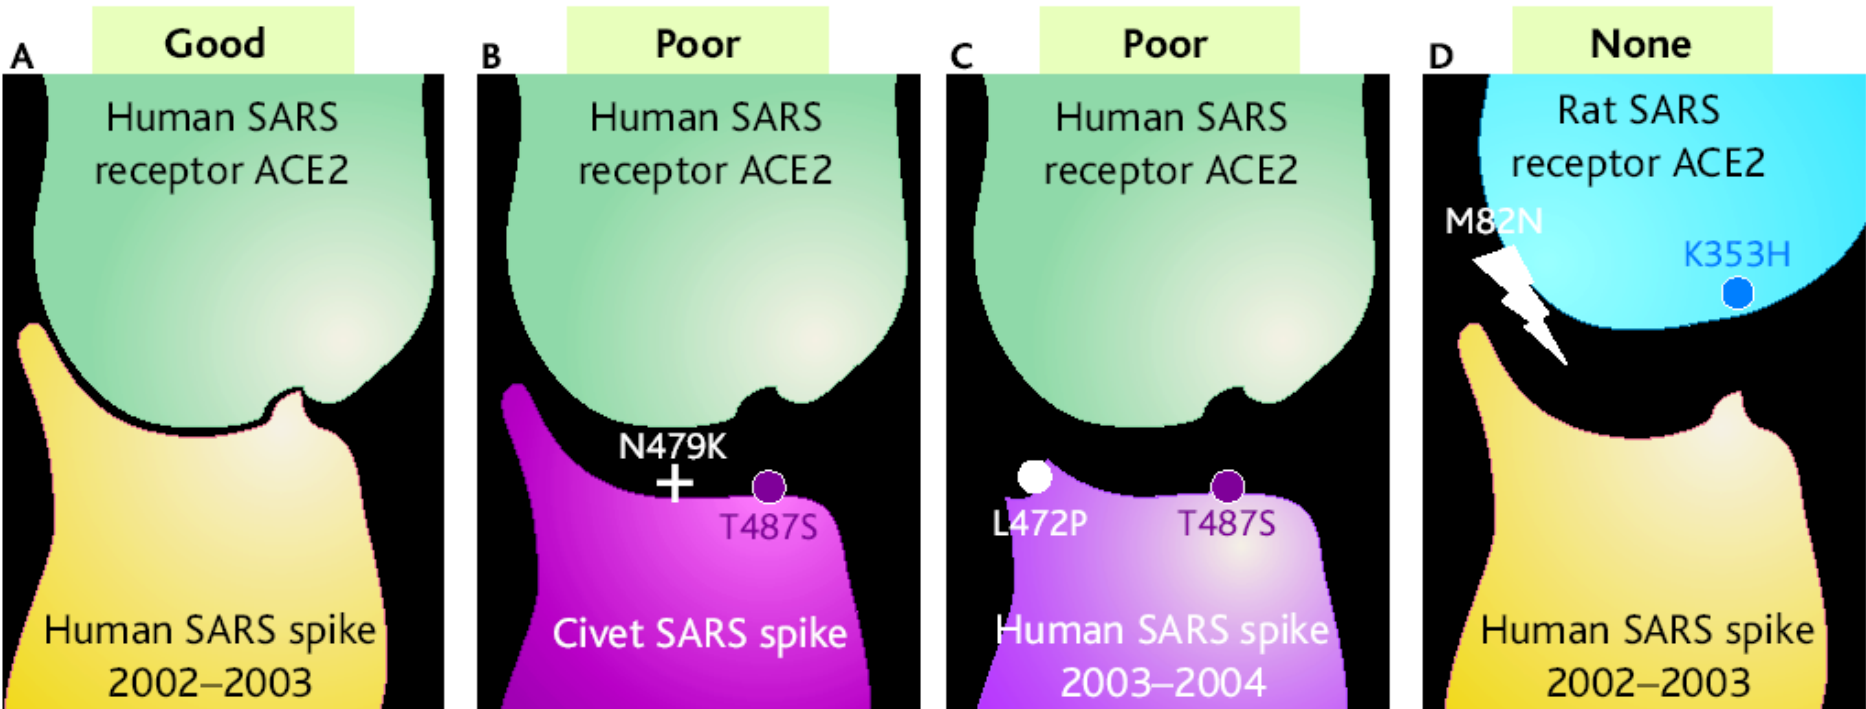 A
Good
Human SARS
receptor ACE2
Human SARS spike
2002–2003
B
Poor
Human SARS
receptor ACE2
N479K
T487S
Civet SARS spike
C
Poor
Human SARS
receptor ACE2
L472P
T487S
Human SARS spike
2003–2004
D
None
Rat SARS
receptor ACE2
M82N
K353H
Human SARS spike
2002–2003